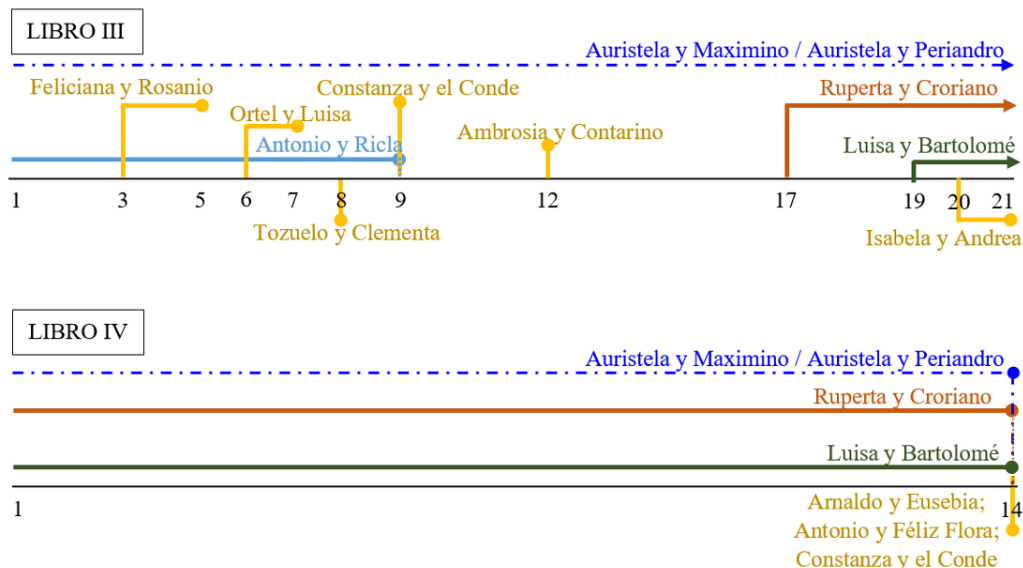 LIBRO III
Auristela y Maximino / Auristela y Periandro
Feliciana y Rosanio
Constanza y el Conde
Ruperta y Croriano
Ortel y Luisa
Ambrosia y Contarino
Antonio y Ricla
Luisa y Bartolomé
1 3 5 6 7 8 9 12 17 19 20 21
Tozuelo y Clementa
Isabela y Andrea
LIBRO IV
Auristela y Maximino / Auristela y Periandro
Ruperta y Croriano
Luisa y Bartolomé
1 14
Arnaldo y Eusebia;
Antonio y Féliz Flora;
Constanza y el Conde